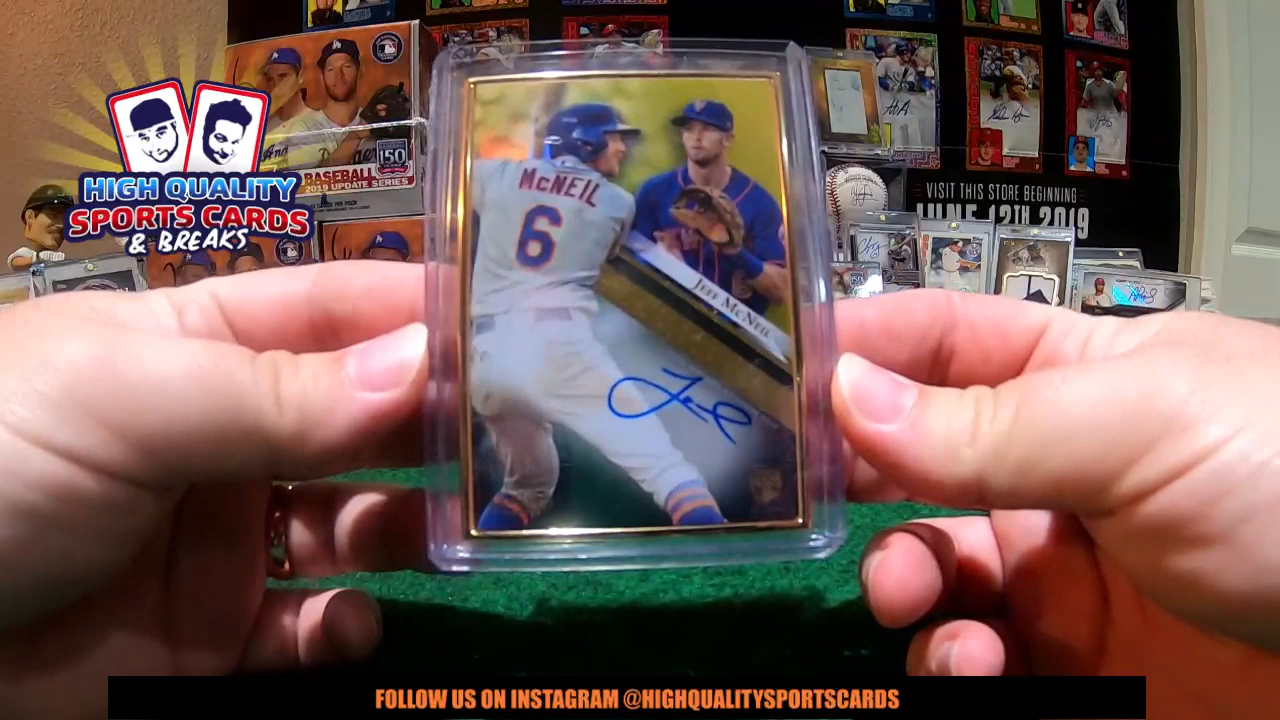 HIGH QUALITY
SPORTS CARDS
& BREAKS
BASEBALL
2019 UPDATE SERIES
150
McNEIL
6
JEFF MCNEIL
VISIT THIS STORE BEGINNING
JUNE 12TH 2019
FOLLOW US ON INSTAGRAM @HIGHQUALITYSPORTSCARDS